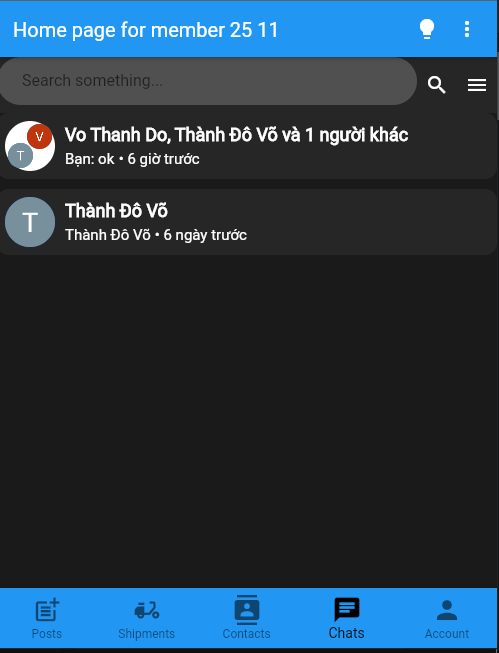 Home page for member 25 11
Search something...
V
T
Vo Thanh Do, Thành Đô Võ và 1 người khác
Bạn: ok • 6 giờ trước
T
Thành Đô Võ
Thành Đô Võ • 6 ngày trước
Posts
Shipments
Contacts
Chats
Account